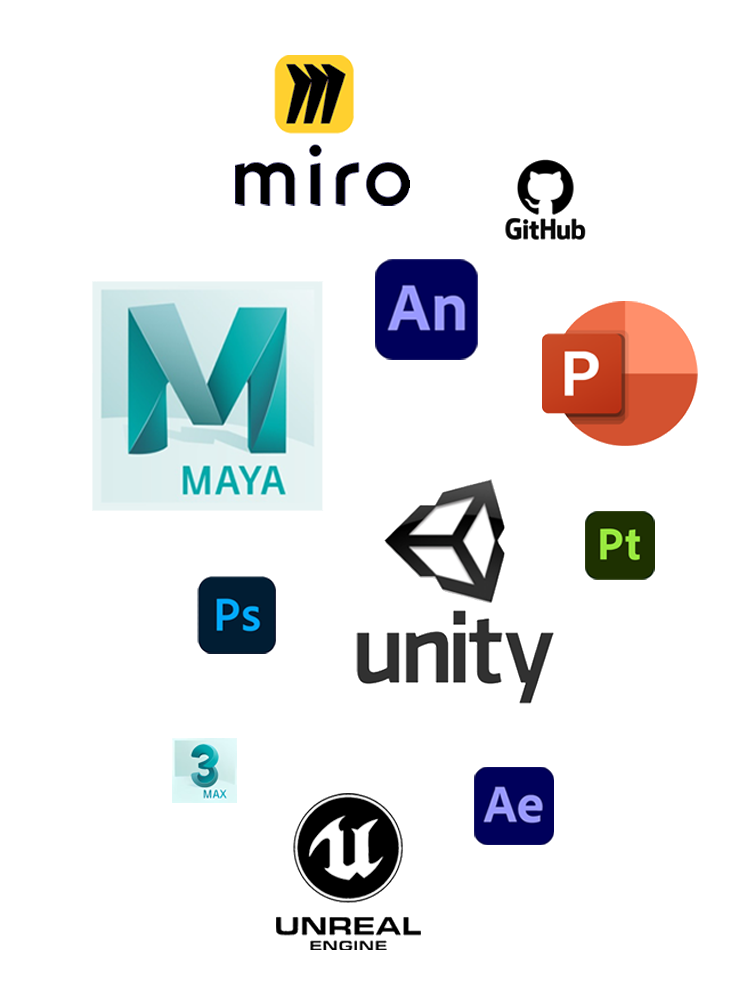 miro
GitHub
An
P
MAYA
Pt
Ps
unity
3
MAX
Ae
UNREAL
ENGINE